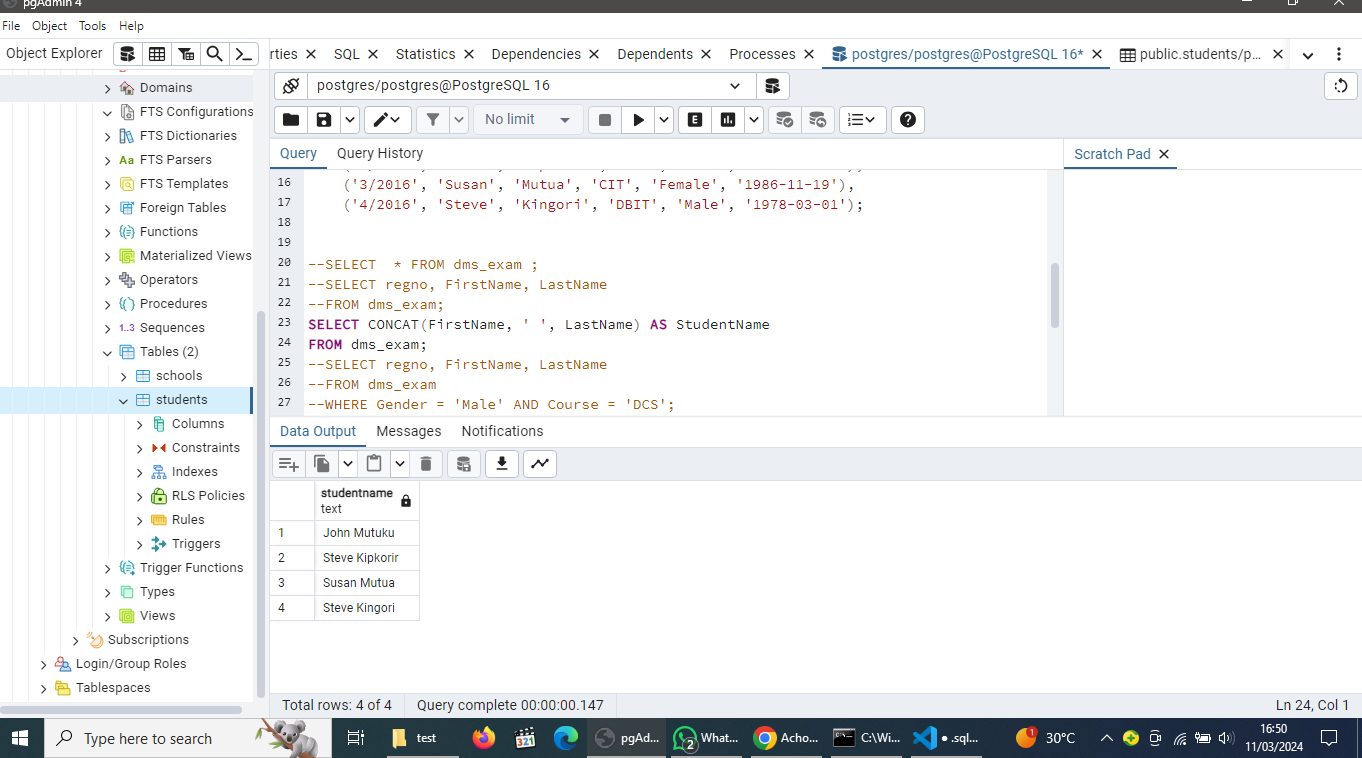 pgAdmin 4
File Object Tools Help
Object Explorer
rties SQL Statistics Dependencies Dependents Processes postgres/postgres@PostgreSQL 16* public.students/p...
Domains
FTS Configurations
FTS Dictionaries
Aa FTS Parsers
FTS Templates
Foreign Tables
Functions
Materialized Views
Operators
Procedures
1..3 Sequences
Tables (2)
schools
students
Columns
Constraints
Indexes
RLS Policies
Rules
Triggers
Trigger Functions
Types
Views
Subscriptions
Login/Group Roles
Tablespaces
postgres/postgres@PostgreSQL 16
No limit
E
Query Query History
Scratch Pad
16 ('3/2016', 'Susan', 'Mutua', 'CIT', 'Female', '1986-11-19'),
17 ('4/2016', 'Steve', 'Kingori', 'DBIT', 'Male', '1978-03-01');
18
19
20 --SELECT  * FROM dms_exam ;
21 --SELECT regno, FirstName, LastName
22 --FROM dms_exam;
23 SELECT CONCAT(FirstName, ' ', LastName) AS StudentName
24 FROM dms_exam;
25 --SELECT regno, FirstName, LastName
26 --FROM dms_exam
27 --WHERE Gender = 'Male' AND Course = 'DCS';
Data Output Messages Notifications
studentname
text
1 John Mutuku
2 Steve Kipkorir
3 Susan Mutua
4 Steve Kingori
Total rows: 4 of 4 Query complete 00:00:00.147 Ln 24, Col 1
Type here to search
321
test pgAd... What... 2 Acho... C:\Wi... .sql... 1 30°C
16:50
11/03/2024